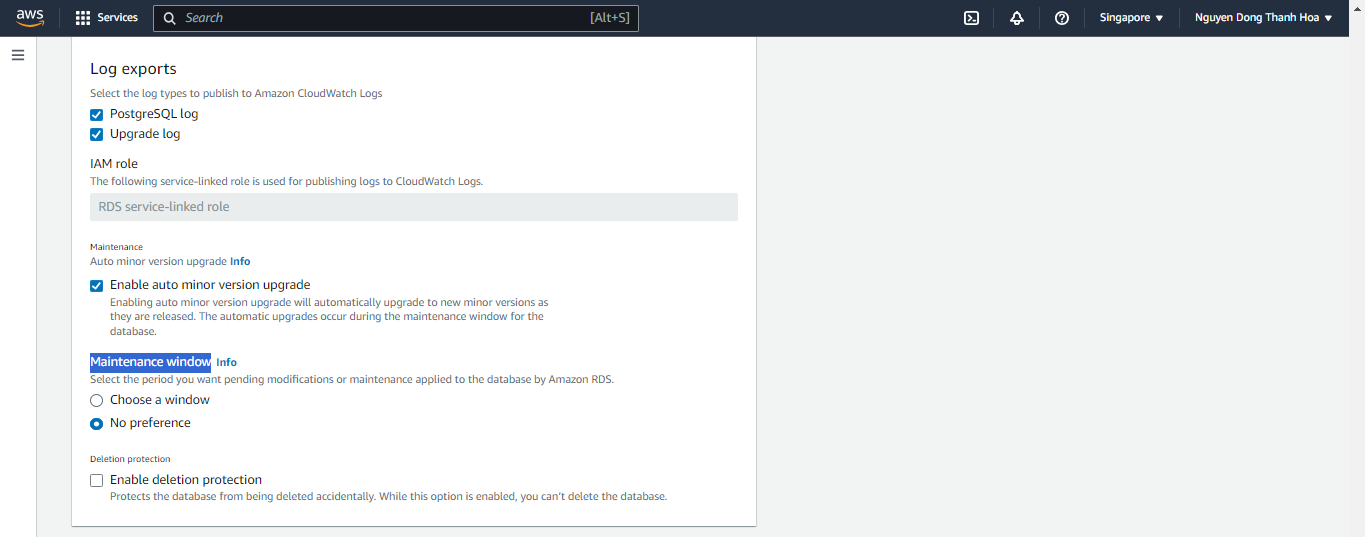 aws
Services
Search
[Alt+S]
Singapore ▼
Nguyen Dong Thanh Hoa ▼
Log exports
Select the log types to publish to Amazon CloudWatch Logs
PostgreSQL log
Upgrade log
IAM role
The following service-linked role is used for publishing logs to CloudWatch Logs.
RDS service-linked role
Maintenance
Auto minor version upgrade Info
Enable auto minor version upgrade
Enabling auto minor version upgrade will automatically upgrade to new minor versions as
they are released. The automatic upgrades occur during the maintenance window for the
database.
Maintenance window Info
Select the period you want pending modifications or maintenance applied to the database by Amazon RDS.
Choose a window
No preference
Deletion protection
Enable deletion protection
Protects the database from being deleted accidentally. While this option is enabled, you can’t delete the database.